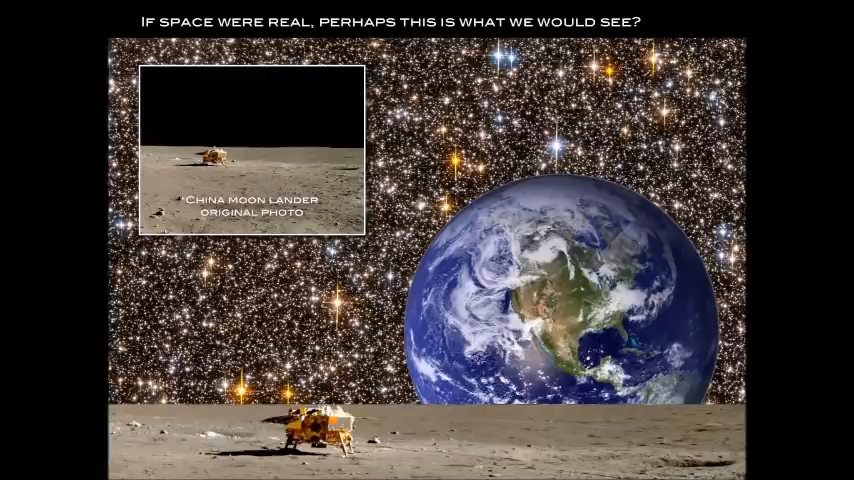 If space were real, perhaps this is what we would see?
*China moon lander
original photo